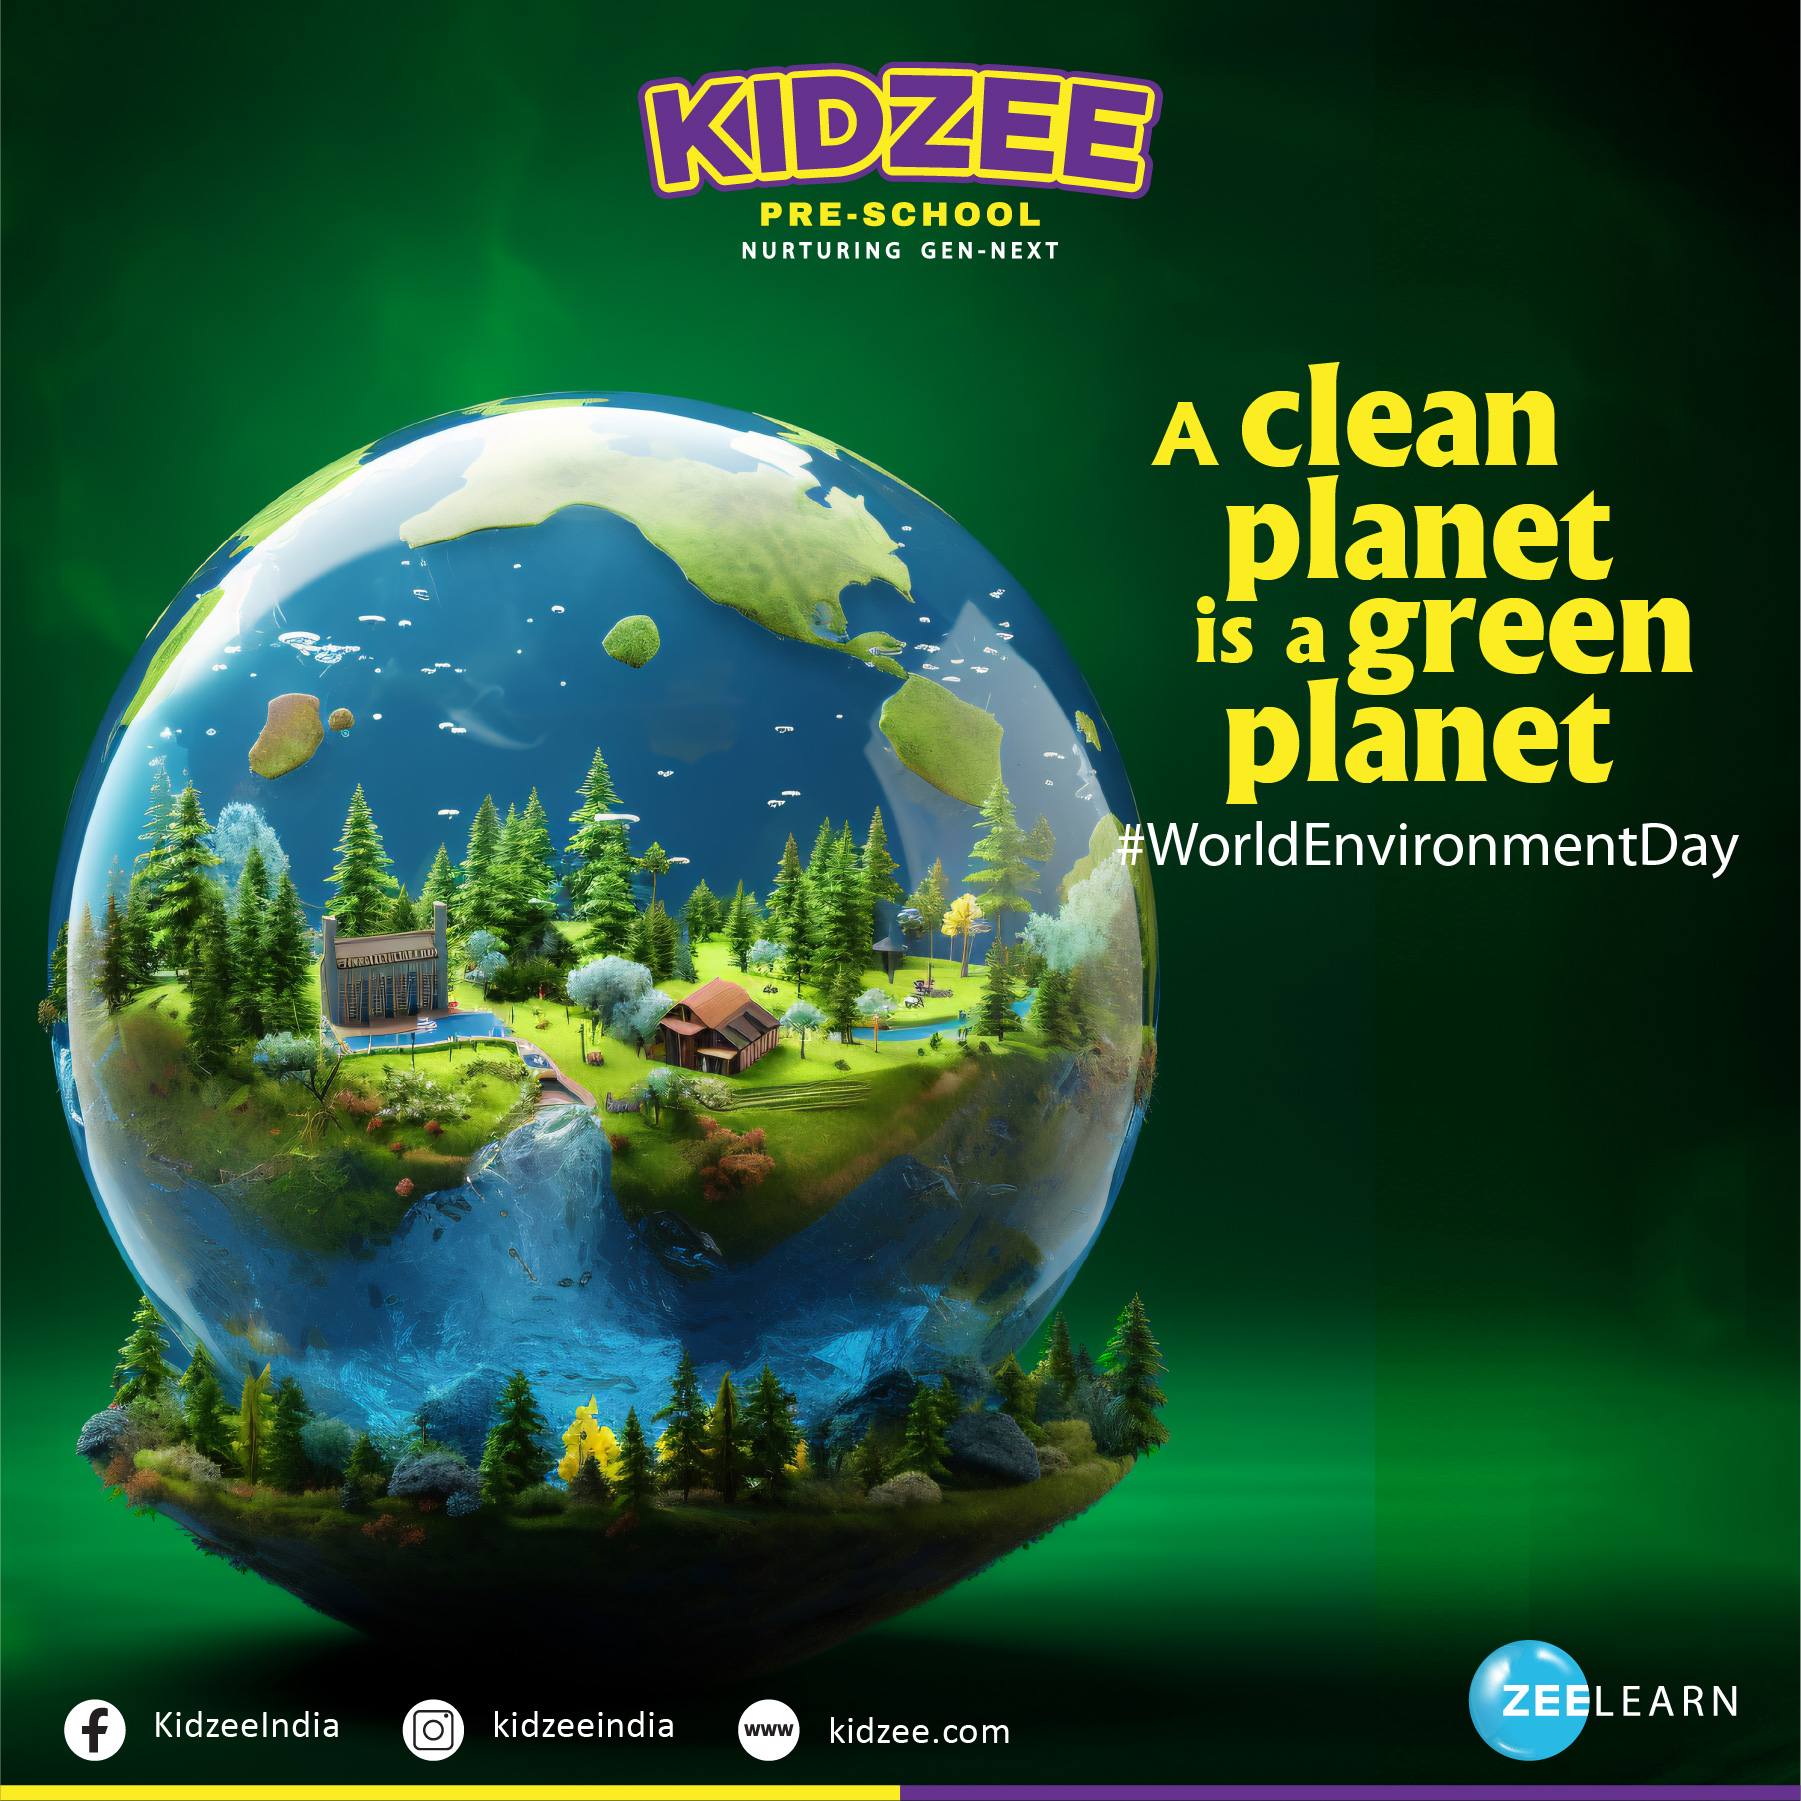 KIDZEE
PRE-SCHOOL
NURTURING GEN-NEXT
A clean
planet
is a green
planet
#WorldEnvironmentDay
KidzeeIndia
kidzeeindia
www kidzee.com
ZEELEARN